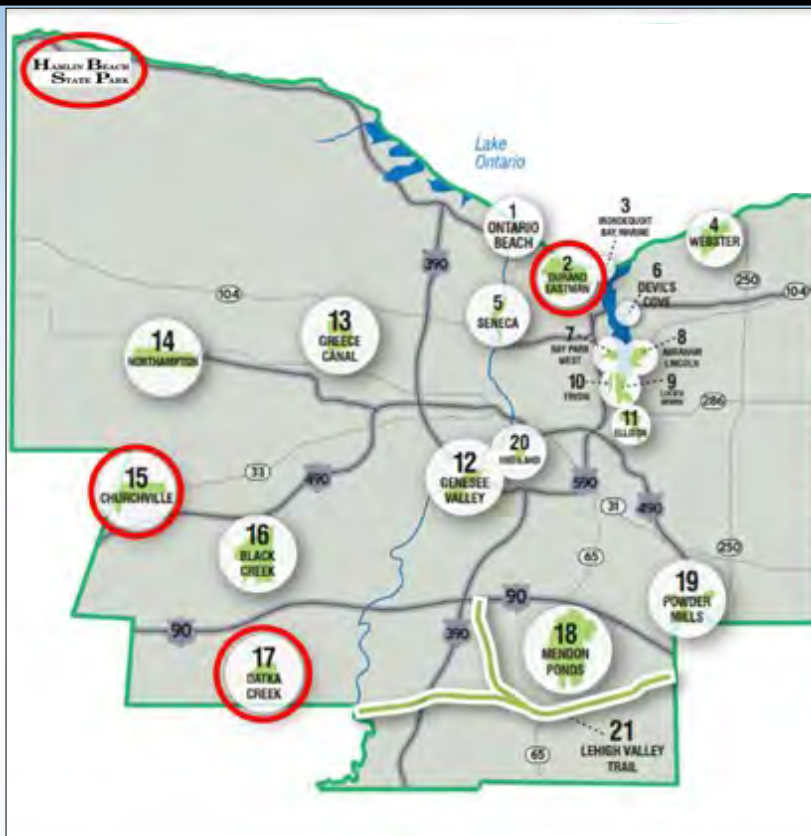 HAMLIN BEACH
STATE PARK
Lake
Ontario
1
ONTARIO
BEACH
2
DURAND
EASTMAN
3
IRONDEQUOIT
BAY MARINE
4
WEBSTER
250
104
6
DEVIL'S
COVE
390
5
SENECA
104
14
NORTHAMPTON
13
GREECE
CANAL
7
BAY PARK
WEST
8
ABRAHAM
LINCOLN
10
TRYON
9
286
11
ELLISON
20
HIGHLAND
12
GENESEE
VALLEY
33
490
15
CHURCHVILLE
590
31
490
16
BLACK
CREEK
65
250
19
POWDER
MILLS
90
390
90
18
MENDON
PONDS
17
OATKA
CREEK
21
LEHIGH VALLEY
TRAIL
65